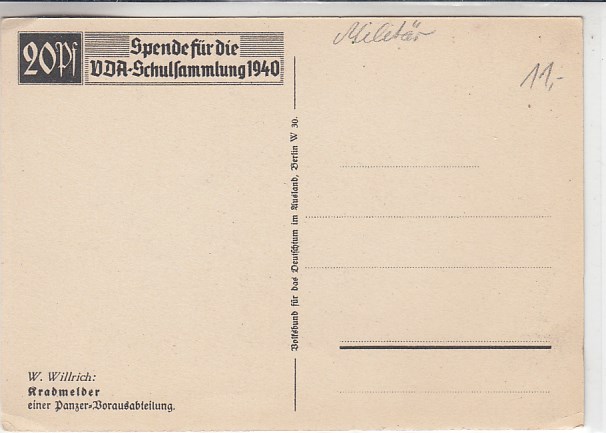 20Pf
Spende für die
VDA-Schulsammlung 1940
Militär
11,-
Volksbund für das Deutschtum im Ausland, Berlin W 30.
W. Willrich:
Kradmelder
einer Panzer-Vorausabteilung.